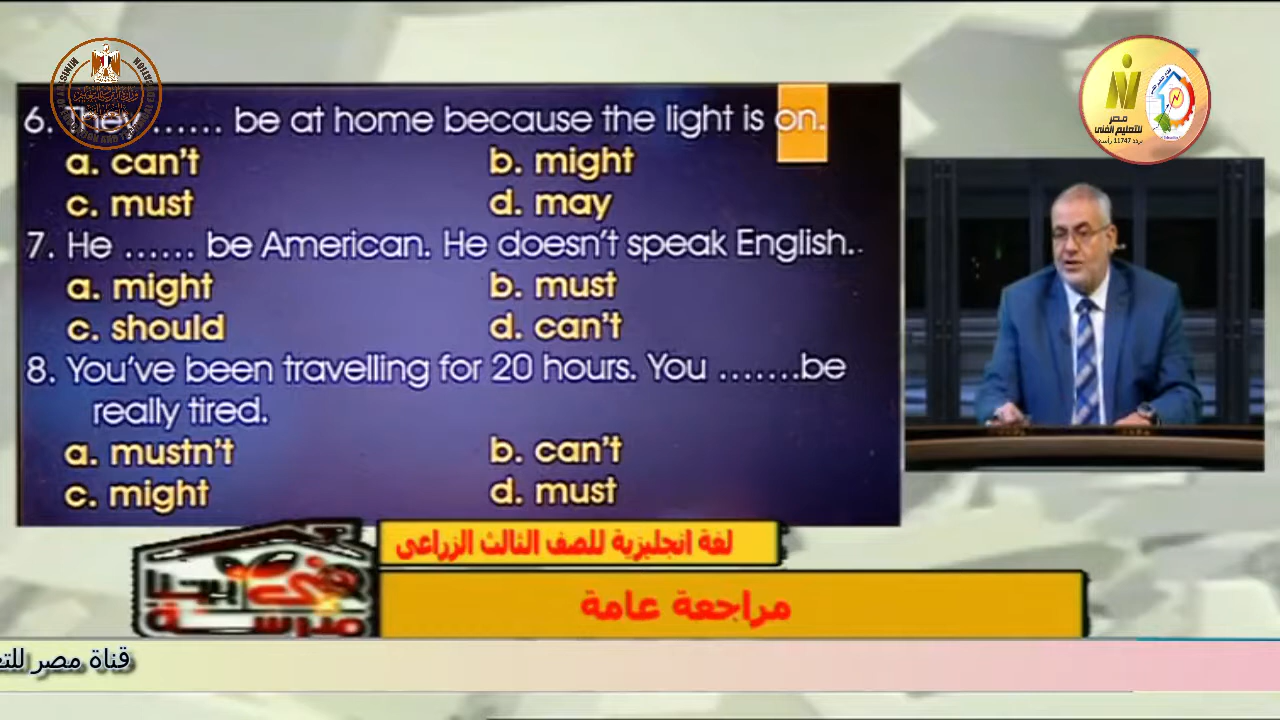 6. They ...... be at home because the light is on.
a. can't b. might
c. must d. may
7. He ...... be American. He doesn't speak English.
a. might b. must
c. should d. can't
8. You've been travelling for 20 hours. You .......be
really tired.
a. mustn't b. can't
c. might d. must
مصر
للتعليم الفنى
لغة انجليزية للصف الثالث الزراعى
مراجعة عامة
مدرسة
قناة مصر للت